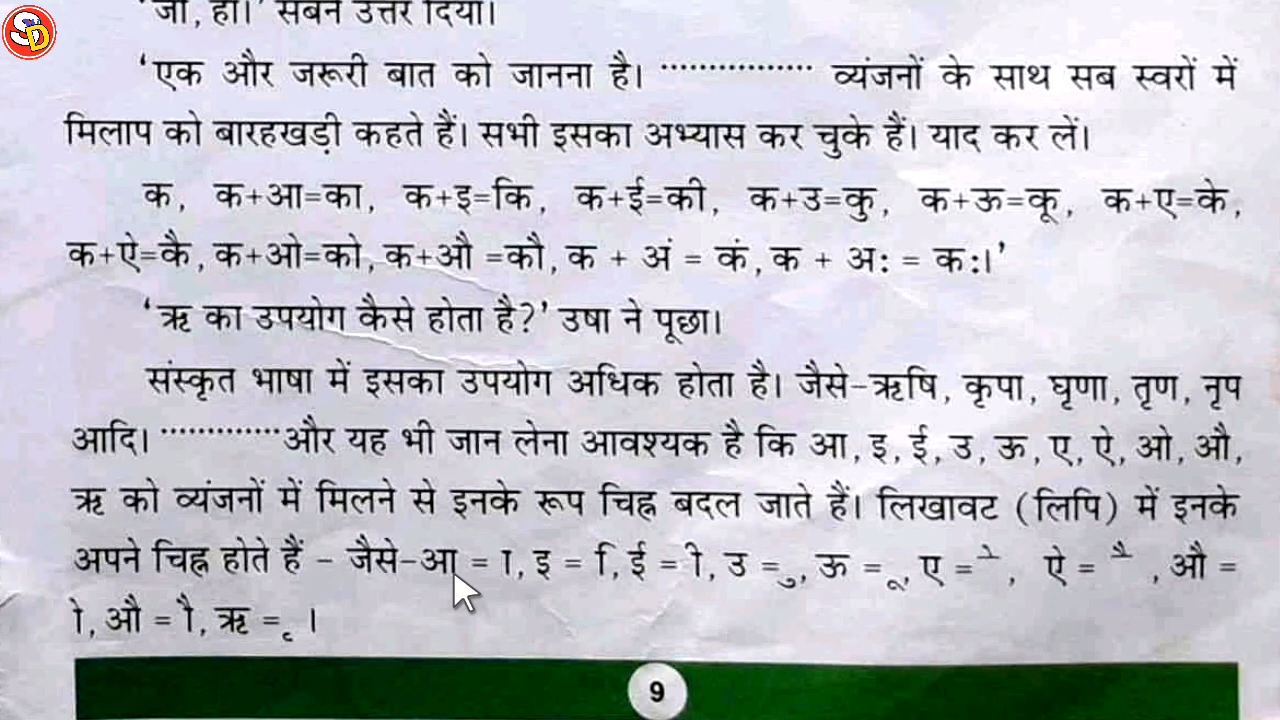 SD
'जी, हाँ।' सबने उत्तर दिया।
'एक और जरूरी बात को जानना है। ................ व्यंजनों के साथ सब स्वरों में
मिलाप को बारहखड़ी कहते हैं। सभी इसका अभ्यास कर चुके हैं। याद कर लें।
क, क+आ=का, क+इ=कि, क+ई=की, क+उ=कु, क+ऊ=कू, क+ए=के,
क+ऐ=कै, क+ओ=को, क+औ =कौ, क + अं = कं, क + अः = कः।'
'ऋ का उपयोग कैसे होता है?' उषा ने पूछा।
संस्कृत भाषा में इसका उपयोग अधिक होता है। जैसे-ऋषि, कृपा, घृणा, तृण, नृप
आदि। .............और यह भी जान लेना आवश्यक है कि आ, इ, ई, उ, ऊ, ए, ऐ, ओ, औ,
ऋ को व्यंजनों में मिलने से इनके रूप चिह्न बदल जाते हैं। लिखावट (लिपि) में इनके
अपने चिह्न होते हैं - जैसे-आ = ा, इ = ि, ई = ी, उ = ु, ऊ = ू, ए = े, ऐ = ै , औ =
ो, औ = ौ, ऋ = ृ ।
9